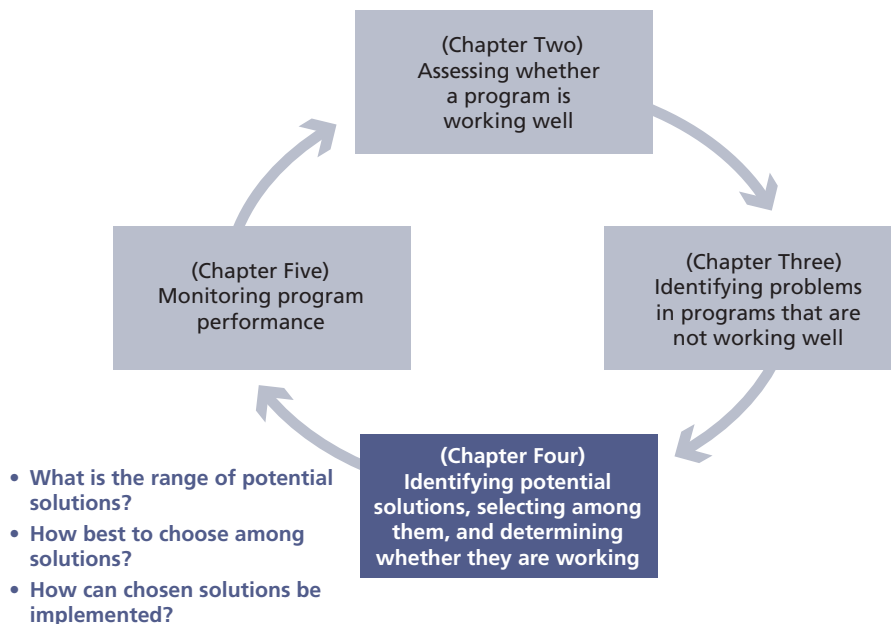 (Chapter Two)
Assessing whether
a program is
working well
(Chapter Five)
Monitoring program
performance
(Chapter Three)
Identifying problems
in programs that are
not working well
(Chapter Four)
Identifying potential
solutions, selecting among
them, and determining
whether they are working
• What is the range of potential
solutions?
• How best to choose among
solutions?
• How can chosen solutions be
implemented?